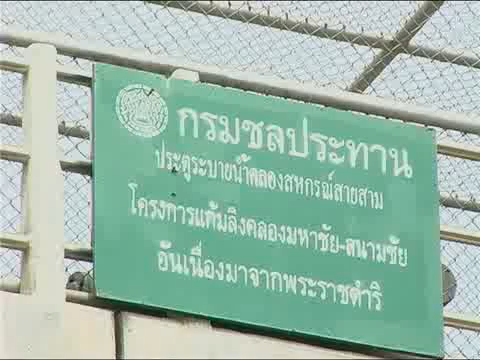 กรมชลประทาน
ประตูระบายน้ำคลองสหกรณ์สายสาม
โครงการแก้มลิงคลองมหาชัย-สนามชัย
อันเนื่องมาจากพระราชดำริ